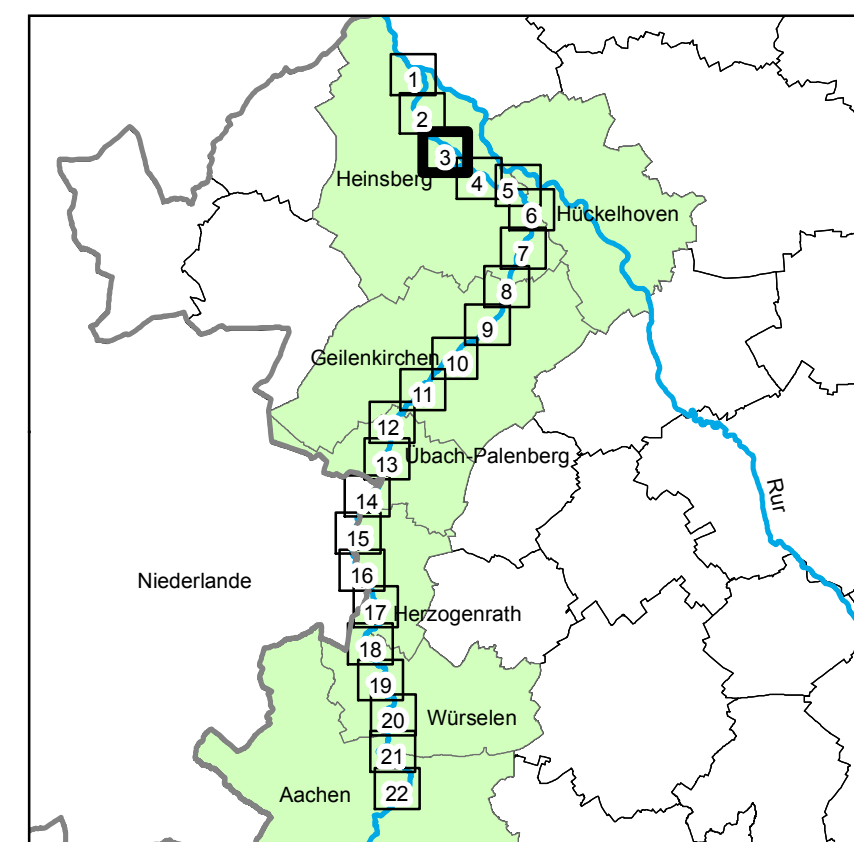 1
2
3
Heinsberg
4
5
6
Hückelhoven
7
8
9
Geilenkirchen
10
11
12
Übach-Palenberg
13
14
Rur
15
Niederlande
16
17
Herzogenrath
18
19
20
Würselen
21
Aachen
22